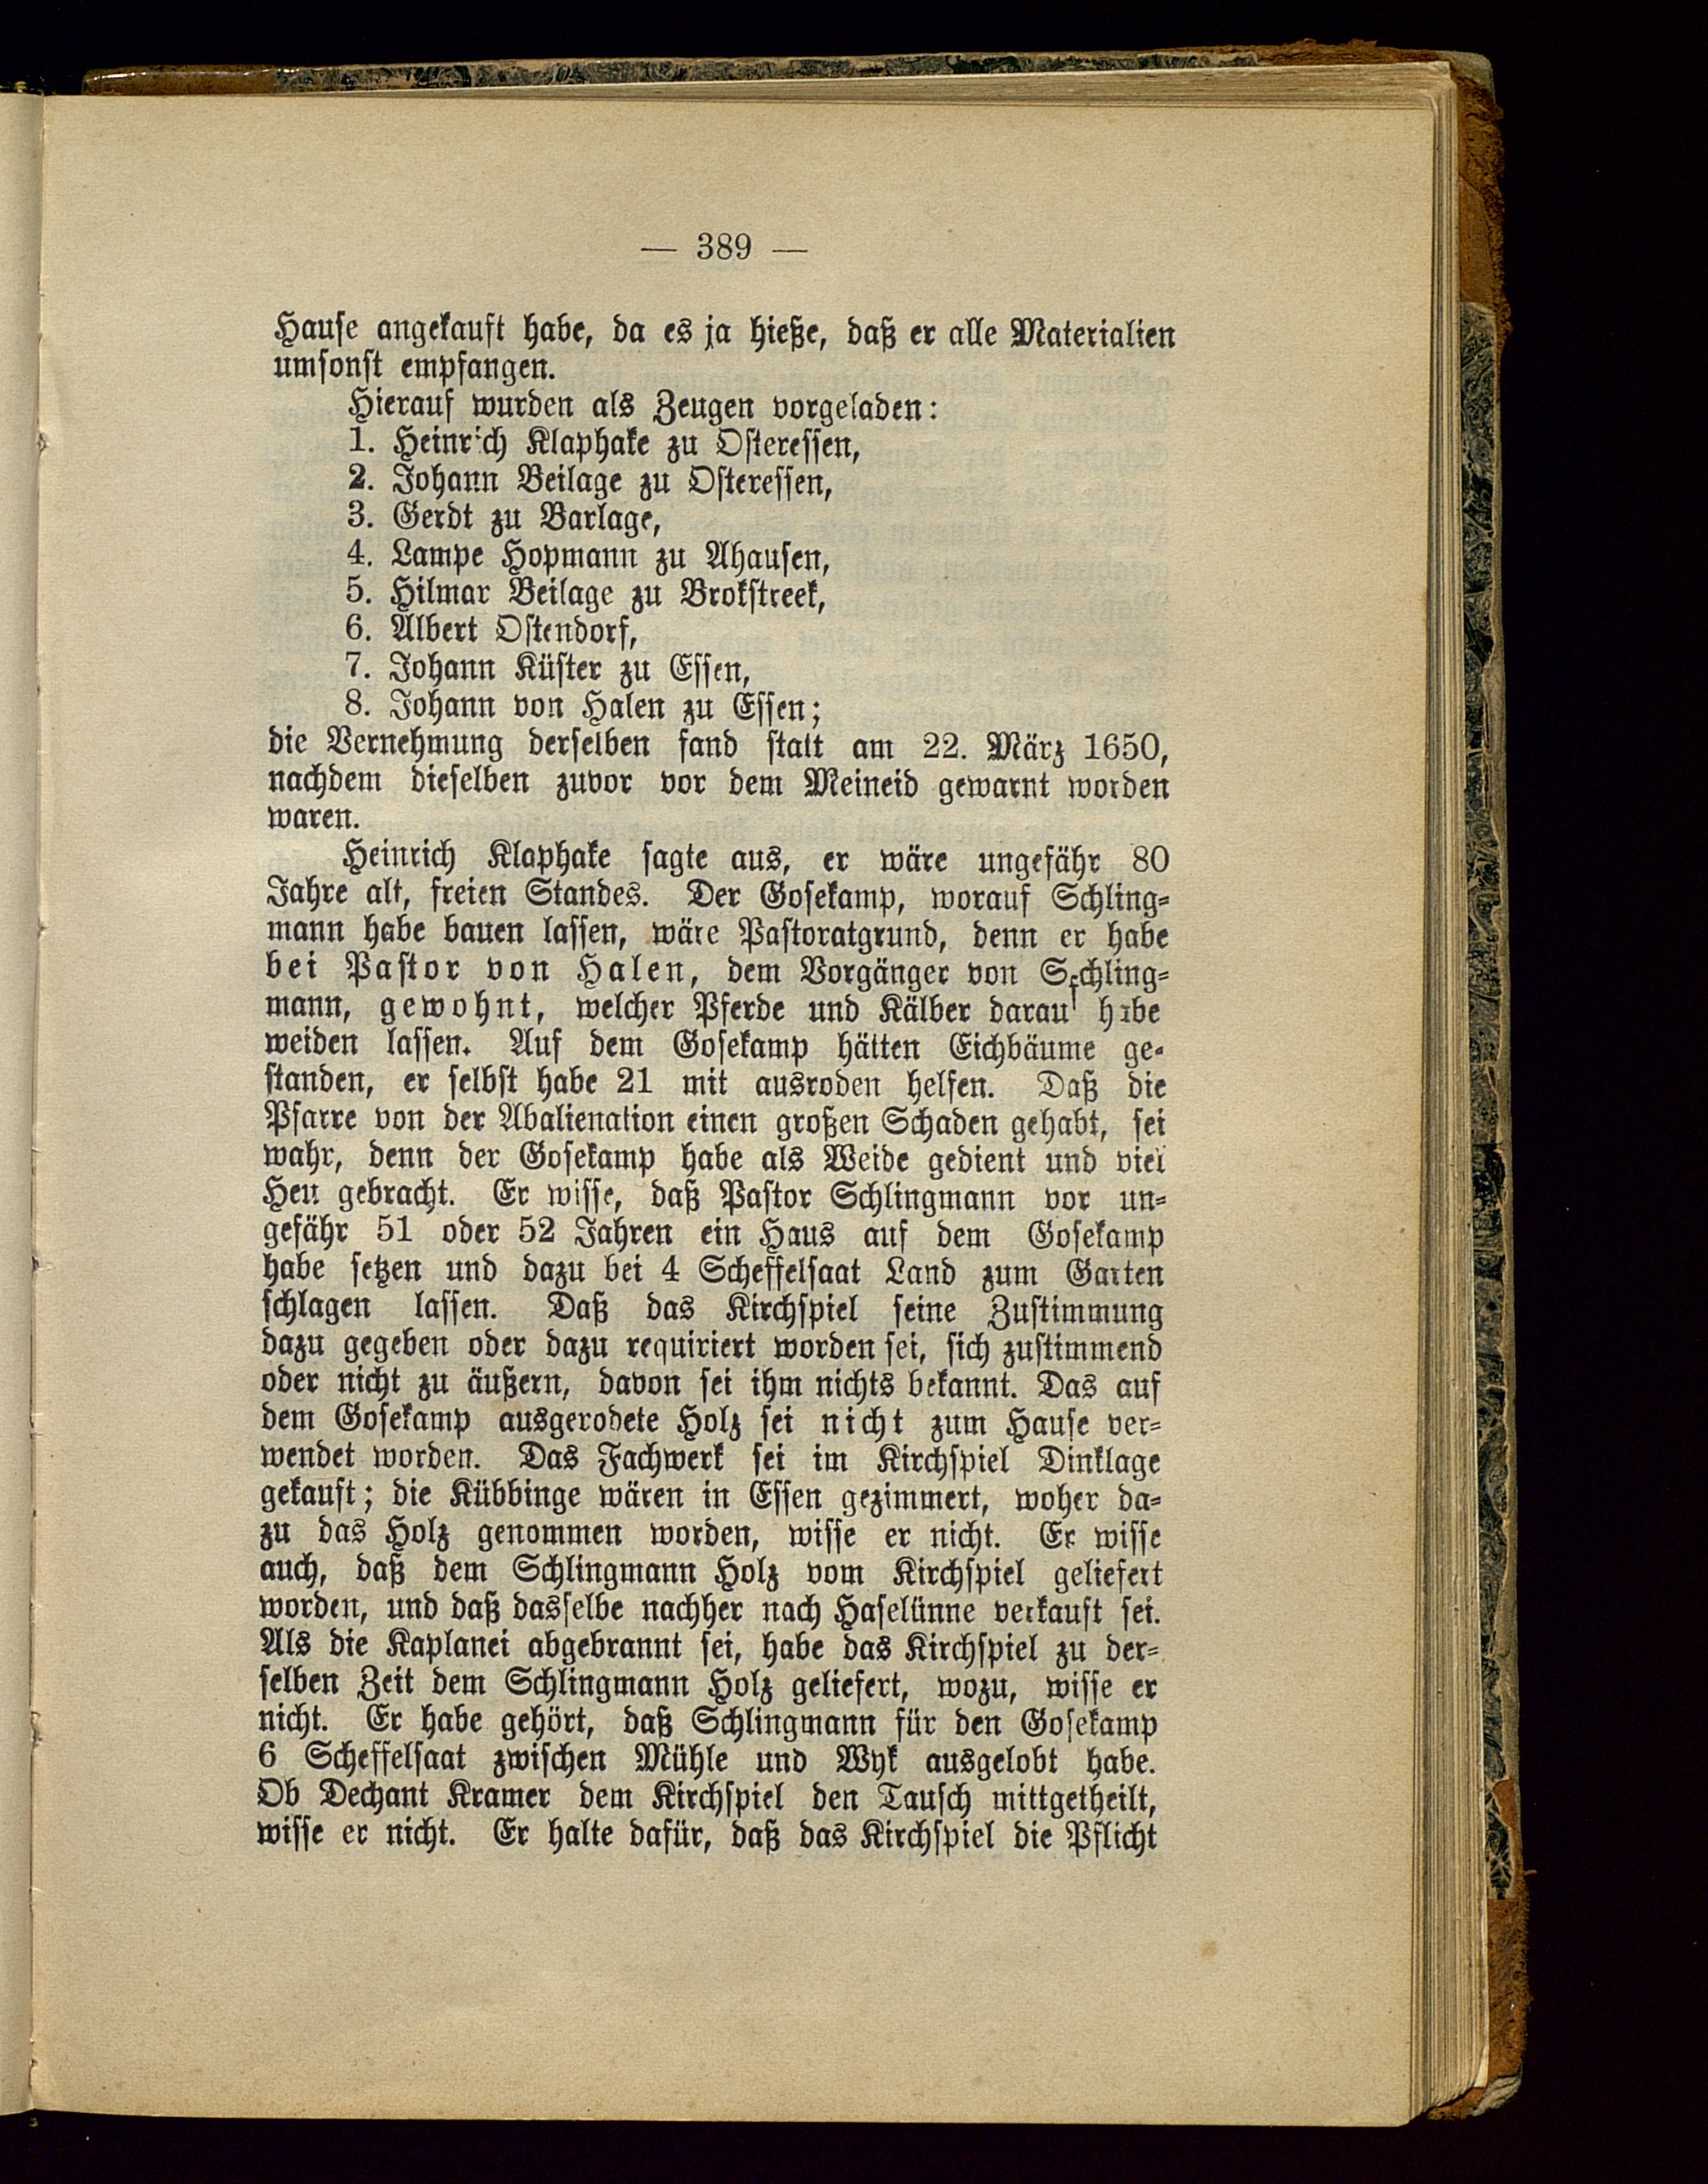 — 389 —
Hause angekauft habe, da es ja hieße, daß er alle Materialien
umsonst empfangen.
Hierauf wurden als Zeugen vorgeladen:
1. Heinrich Klaphake zu Osteressen,
2. Johann Beilage zu Osteressen,
3. Gerdt zu Barlage,
4. Lampe Hopmann zu Ahausen,
5. Hilmar Beilage zu Brokstreek,
6. Albert Ostendorf,
7. Johann Küster zu Essen,
8. Johann von Halen zu Essen;
die Vernehmung derselben fand statt am 22. März 1650,
nachdem dieselben zuvor vor dem Meineid gewarnt worden
waren.
Heinrich Klaphake sagte aus, er wäre ungefähr 80
Jahre alt, freien Standes. Der Gosekamp, worauf Schling-
mann habe bauen lassen, wäre Pastoratgrund, denn er habe
bei Pastor von Halen, dem Vorgänger von Schling-
mann, gewohnt, welcher Pferde und Kälber darauf habe
weiden lassen. Auf dem Gosekamp hätten Eichbäume ge-
standen, er selbst habe 21 mit ausroden helfen. Daß die
Pfarre von der Abalienation einen großen Schaden gehabt, sei
wahr, denn der Gosekamp habe als Weide gedient und viel
Heu gebracht. Er wisse, daß Pastor Schlingmann vor un-
gefähr 51 oder 52 Jahren ein Haus auf dem Gosekamp
habe setzen und dazu bei 4 Scheffelsaat Land zum Garten
schlagen lassen. Daß das Kirchspiel seine Zustimmung
dazu gegeben oder dazu requiriert worden sei, sich zustimmend
oder nicht zu äußern, davon sei ihm nichts bekannt. Das auf
dem Gosekamp ausgerodete Holz sei nicht zum Hause ver-
wendet worden. Das Fachwerk sei im Kirchspiel Dinklage
gekauft; die Kübbinge wären in Essen gezimmert, woher da-
zu das Holz genommen worden, wisse er nicht. Er wisse
auch, daß dem Schlingmann Holz vom Kirchspiel geliefert
worden, und daß dasselbe nachher nach Haselünne verkauft sei.
Als die Kaplanei abgebrannt sei, habe das Kirchspiel zu der-
selben Zeit dem Schlingmann Holz geliefert, wozu, wisse er
nicht. Er habe gehört, daß Schlingmann für den Gosekamp
6 Scheffelsaat zwischen Mühle und Wyk ausgelobt habe.
Ob Dechant Kramer dem Kirchspiel den Tausch mittgetheilt,
wisse er nicht. Er halte dafür, daß das Kirchspiel die Pflicht